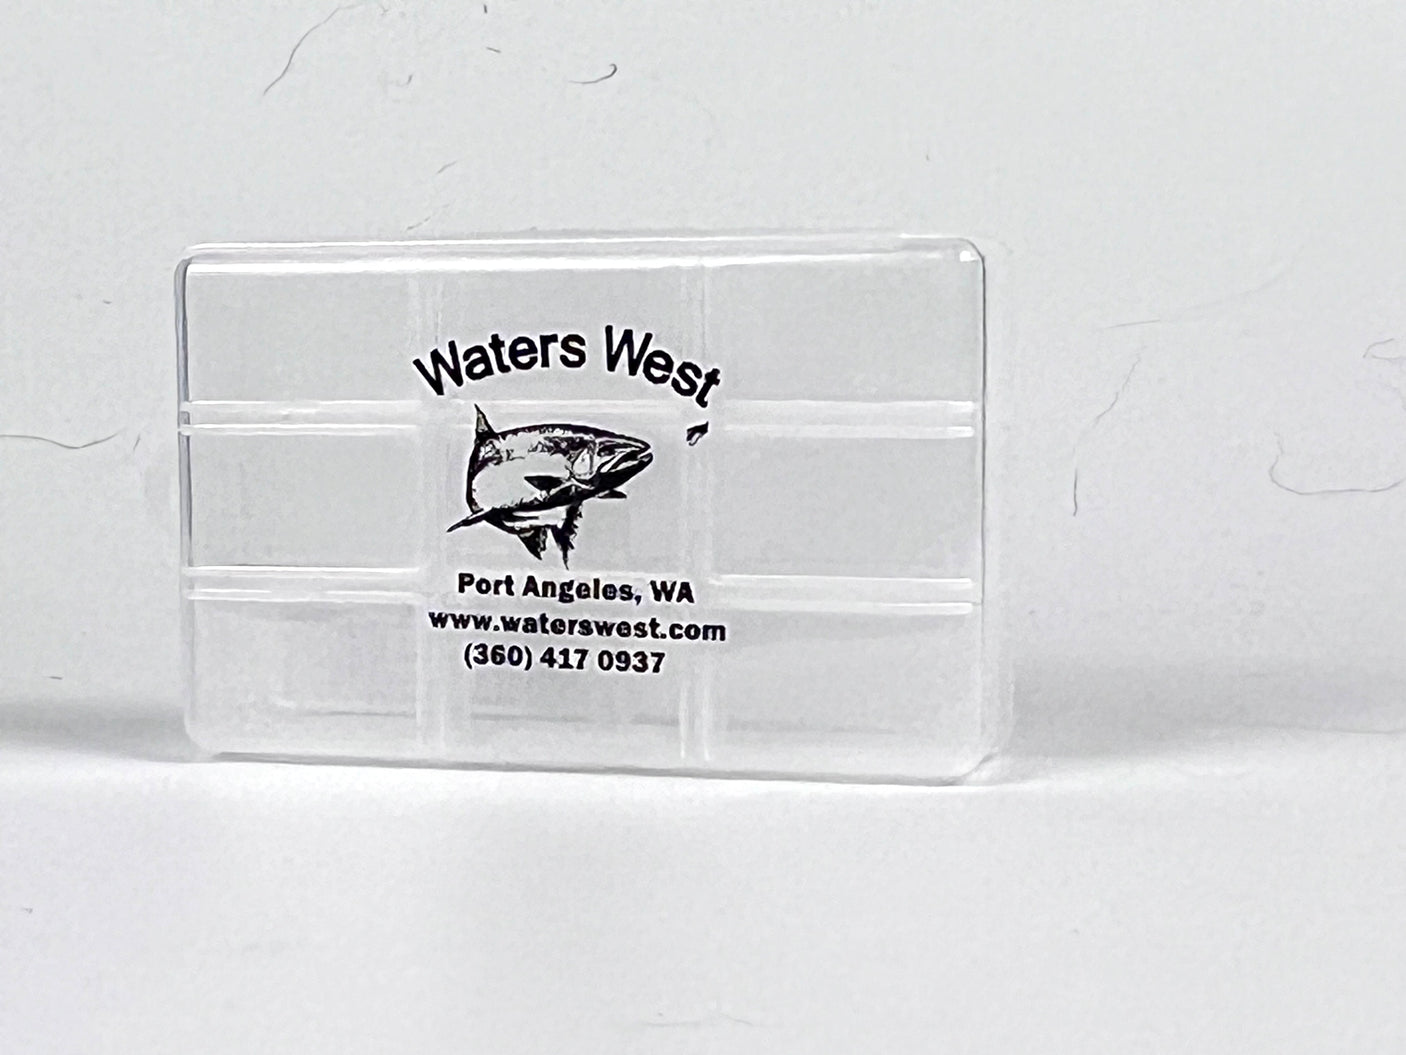 Waters West
Port Angeles, WA
www.waterswest.com
(360) 417 0937